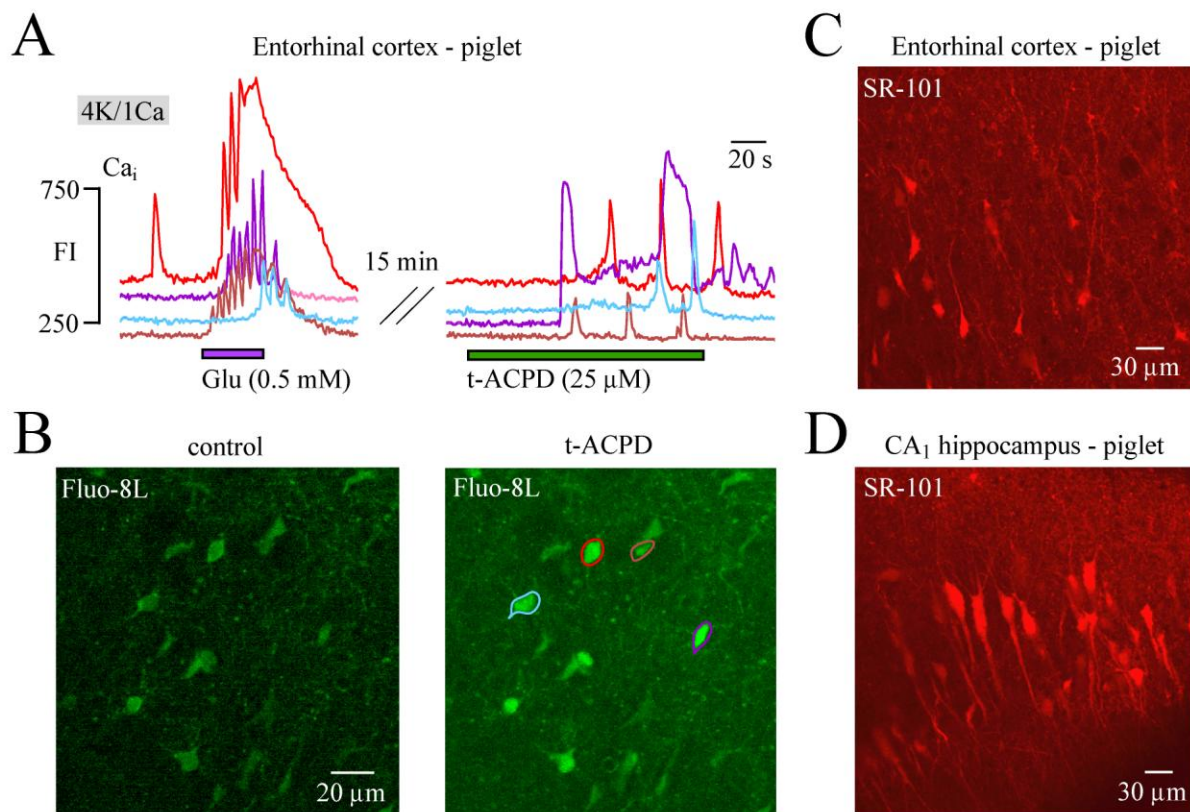 A
Entorhinal cortex - piglet
4K/1Ca
Caᵢ
750
FI
250
15 min
20 s
Glu (0.5 mM)
t-ACPD (25 µM)
B
control
Fluo-8L
20 µm
t-ACPD
Fluo-8L
C
Entorhinal cortex - piglet
SR-101
30 µm
D
CA₁ hippocampus - piglet
SR-101
30 µm